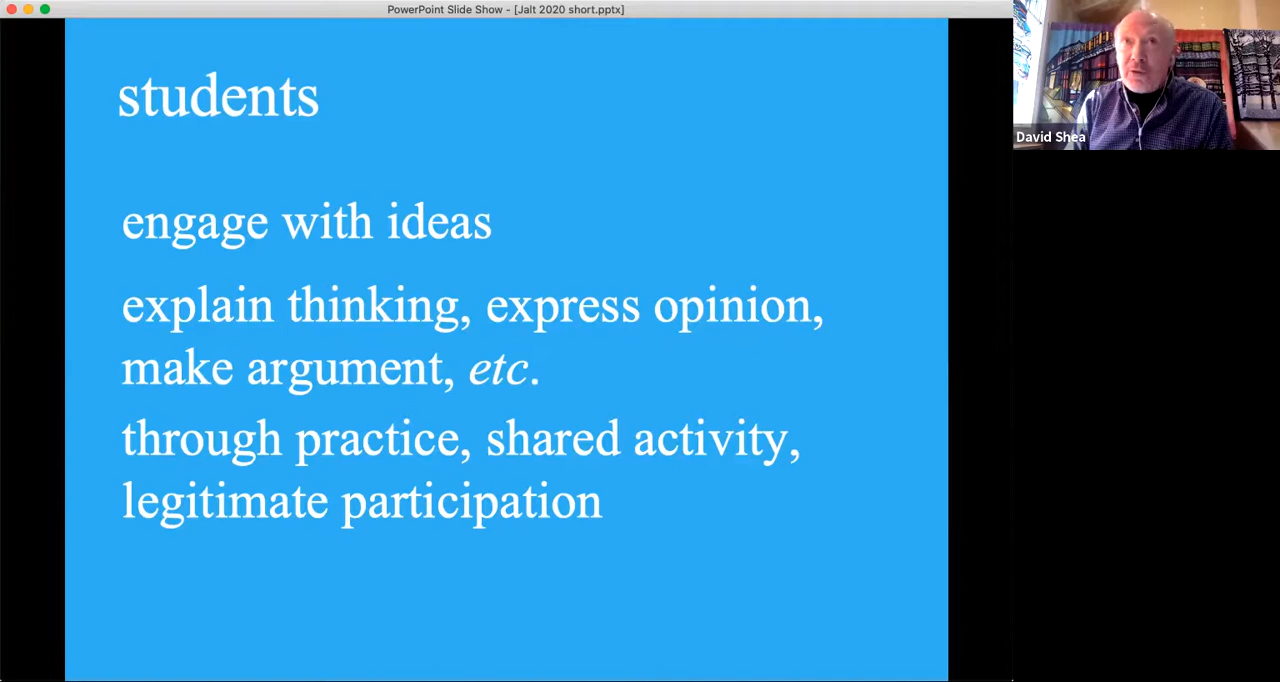 PowerPoint Slide Show - [Jalt 2020 short.pptx]
students
engage with ideas
explain thinking, express opinion,
make argument, etc.
through practice, shared activity,
legitimate participation
David Shea